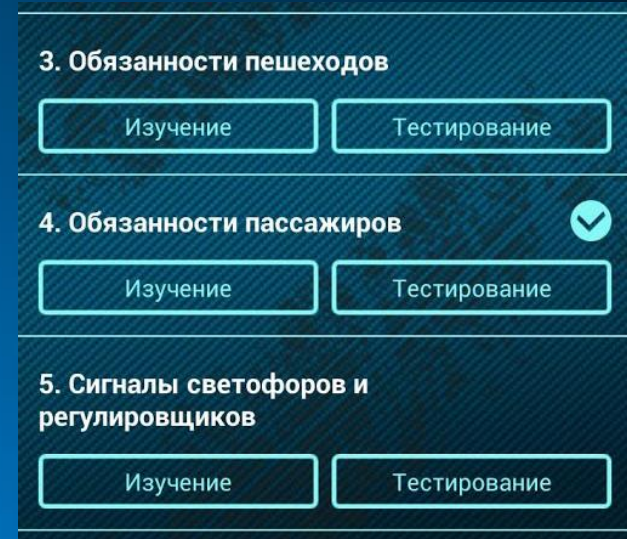 3. Обязанности пешеходов
Изучение Тестирование
4. Обязанности пассажиров
Изучение Тестирование
5. Сигналы светофоров и
регулировщиков
Изучение Тестирование